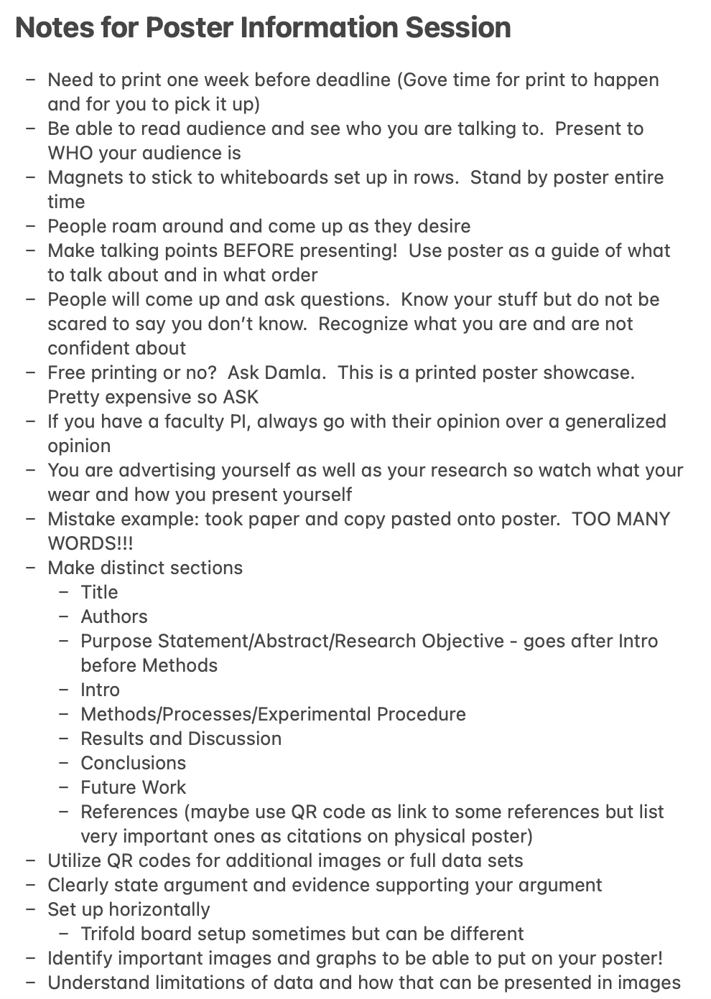 Notes for Poster Information Session
– Need to print one week before deadline (Gove time for print to happen
and for you to pick it up)
– Be able to read audience and see who you are talking to.  Present to
WHO your audience is
– Magnets to stick to whiteboards set up in rows.  Stand by poster entire
time
– People roam around and come up as they desire
– Make talking points BEFORE presenting!  Use poster as a guide of what
to talk about and in what order
– People will come up and ask questions.  Know your stuff but do not be
scared to say you don’t know.  Recognize what you are and are not
confident about
– Free printing or no?  Ask Damla.  This is a printed poster showcase.
Pretty expensive so ASK
– If you have a faculty PI, always go with their opinion over a generalized
opinion
– You are advertising yourself as well as your research so watch what your
wear and how you present yourself
– Mistake example: took paper and copy pasted onto poster.  TOO MANY
WORDS!!!
– Make distinct sections
– Title
– Authors
– Purpose Statement/Abstract/Research Objective - goes after Intro
before Methods
– Intro
– Methods/Processes/Experimental Procedure
– Results and Discussion
– Conclusions
– Future Work
– References (maybe use QR code as link to some references but list
very important ones as citations on physical poster)
– Utilize QR codes for additional images or full data sets
– Clearly state argument and evidence supporting your argument
– Set up horizontally
– Trifold board setup sometimes but can be different
– Identify important images and graphs to be able to put on your poster!
– Understand limitations of data and how that can be presented in images